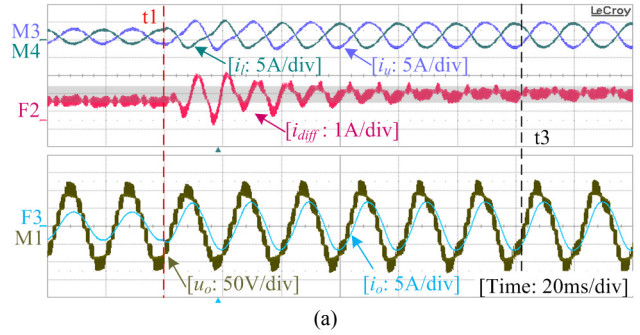 t1
LeCroy
M3
M4
[il: 5A/div]
[iu: 5A/div]
F2
[idiff: 1A/div]
t3
F3
M1
[uo: 50V/div]
[io: 5A/div]
[Time: 20ms/div]
(a)